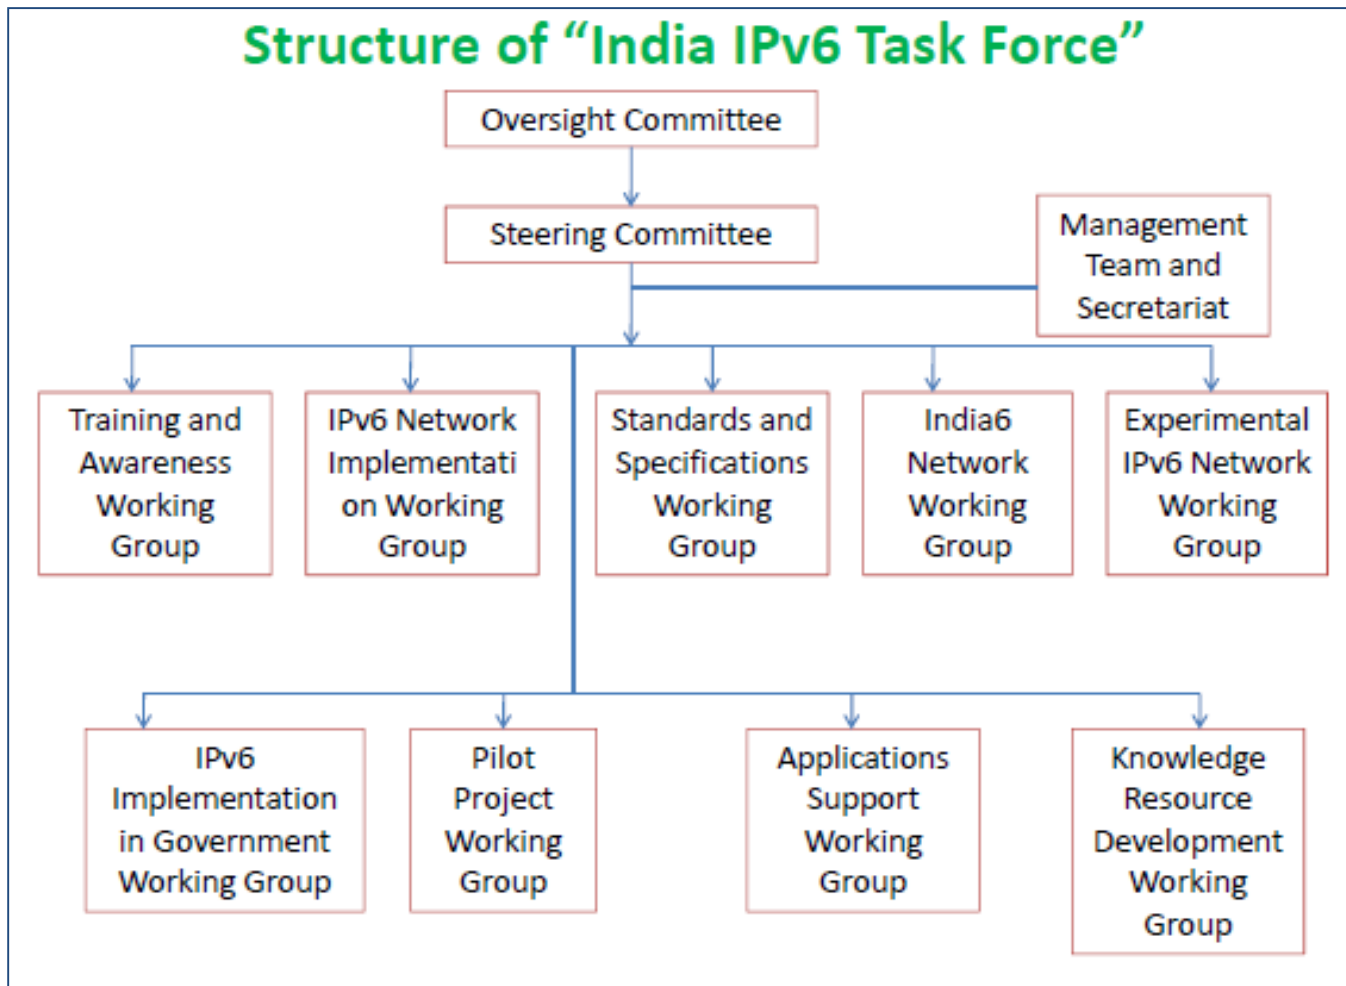 Structure of “India IPv6 Task Force”
Oversight Committee
Steering Committee
Management
Team and
Secretariat
Training and
Awareness
Working
Group
IPv6 Network
Implementati
on Working
Group
Standards and
Specifications
Working
Group
India6
Network
Working
Group
Experimental
IPv6 Network
Working
Group
IPv6
Implementation
in Government
Working Group
Pilot
Project
Working
Group
Applications
Support
Working
Group
Knowledge
Resource
Development
Working
Group